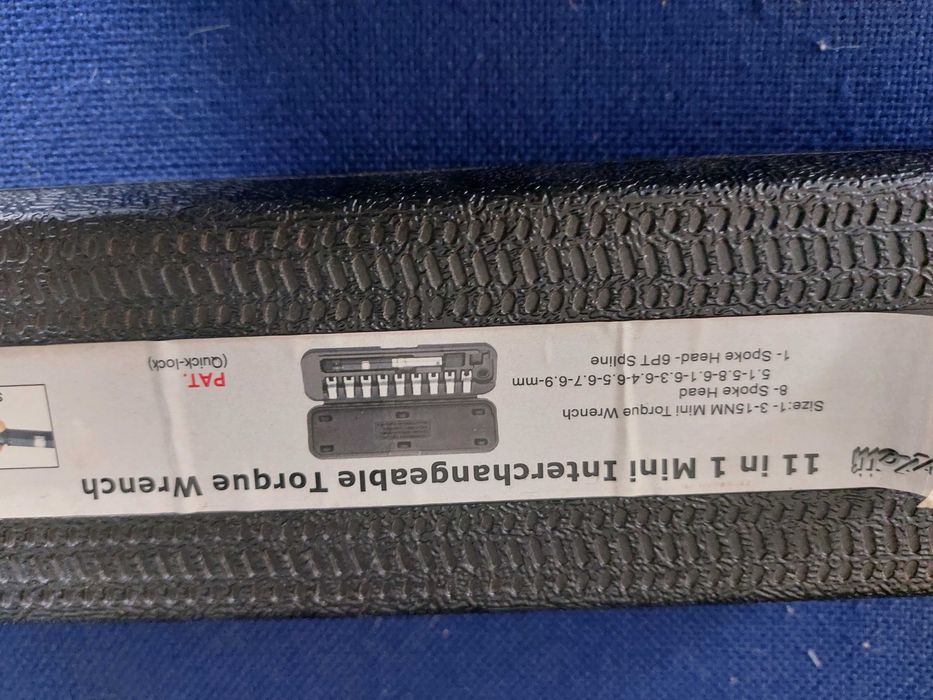 11 in 1 Mini Interchangeable Torque Wrench
Size:1- 3-15NM Mini Torque Wrench
8- Spoke Head
5.1-5.8-6.1-6.3-6.4-6.5-6.7-6.9-mm
1- Spoke Head- 6PT Spline
PAT.
(Quick-lock)